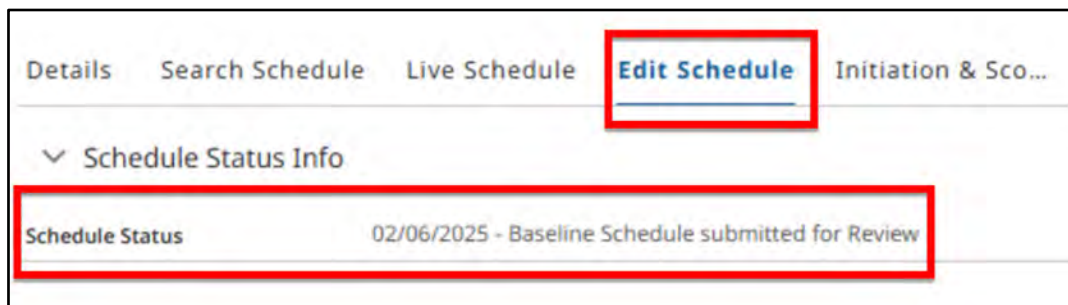 Details Search Schedule Live Schedule Edit Schedule Initiation & Sco...
Schedule Status Info
Schedule Status 02/06/2025 - Baseline Schedule submitted for Review